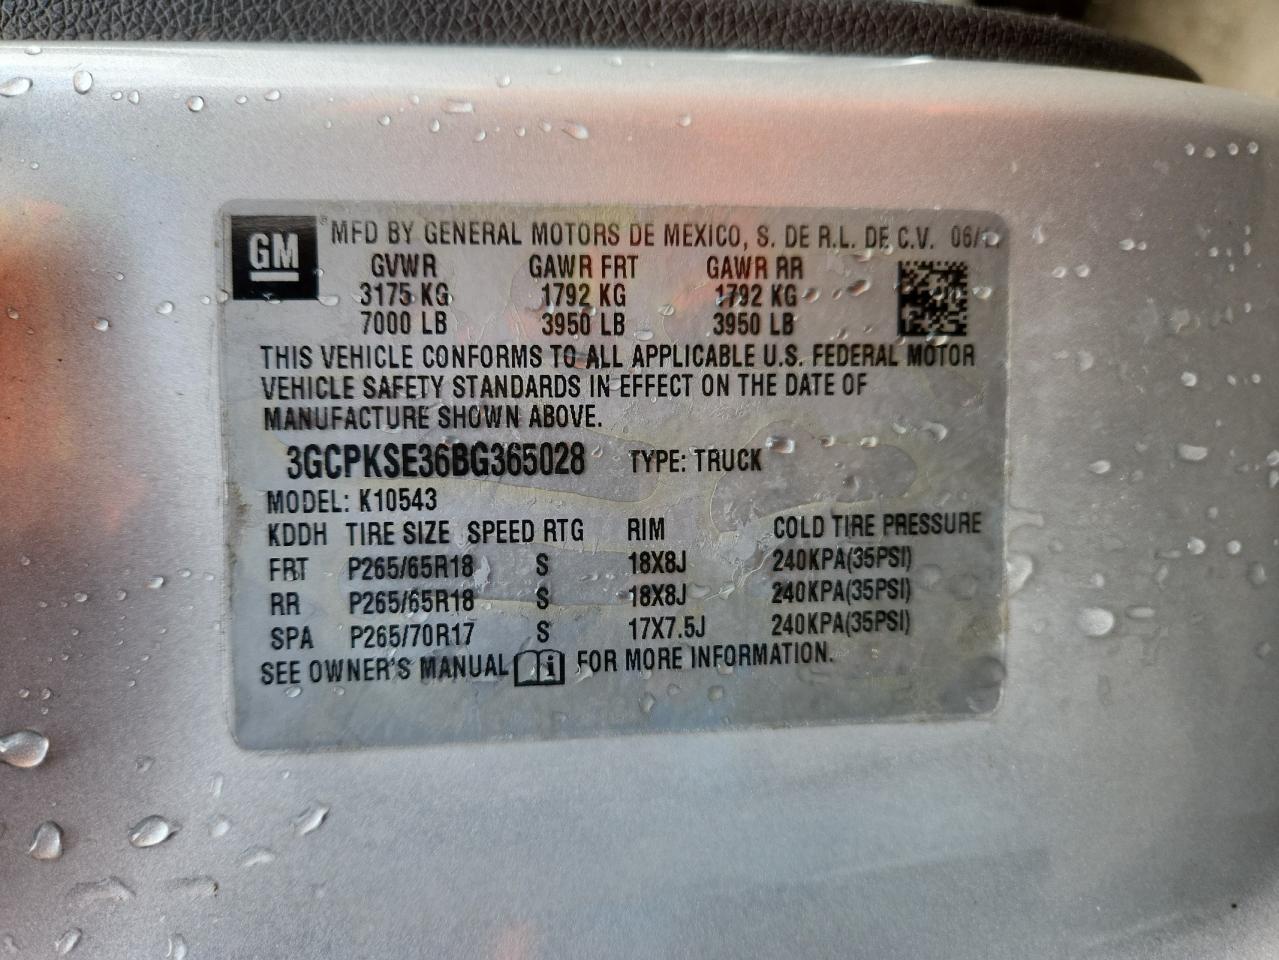 GM
MFD BY GENERAL MOTORS DE MEXICO, S. DE R.L. DE C.V. 06/
GVWR GAWR FRT GAWR RR
3175 KG 1792 KG 1792 KG
7000 LB 3950 LB 3950 LB
THIS VEHICLE CONFORMS TO ALL APPLICABLE U.S. FEDERAL MOTOR
VEHICLE SAFETY STANDARDS IN EFFECT ON THE DATE OF
MANUFACTURE SHOWN ABOVE.
3GCPKSE36BG365028 TYPE: TRUCK
MODEL: K10543
KDDH TIRE SIZE SPEED RTG RIM COLD TIRE PRESSURE
FRT P265/65R18 S 18X8J 240KPA(35PSI)
RR P265/65R18 S 18X8J 240KPA(35PSI)
SPA P265/70R17 S 17X7.5J 240KPA(35PSI)
SEE OWNER'S MANUAL i FOR MORE INFORMATION.